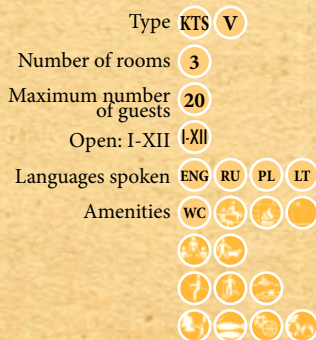 Type KTS V
Number of rooms 3
Maximum number of guests 20
Open: I-XII I-XII
Languages spoken ENG RU PL LT
Amenities WC